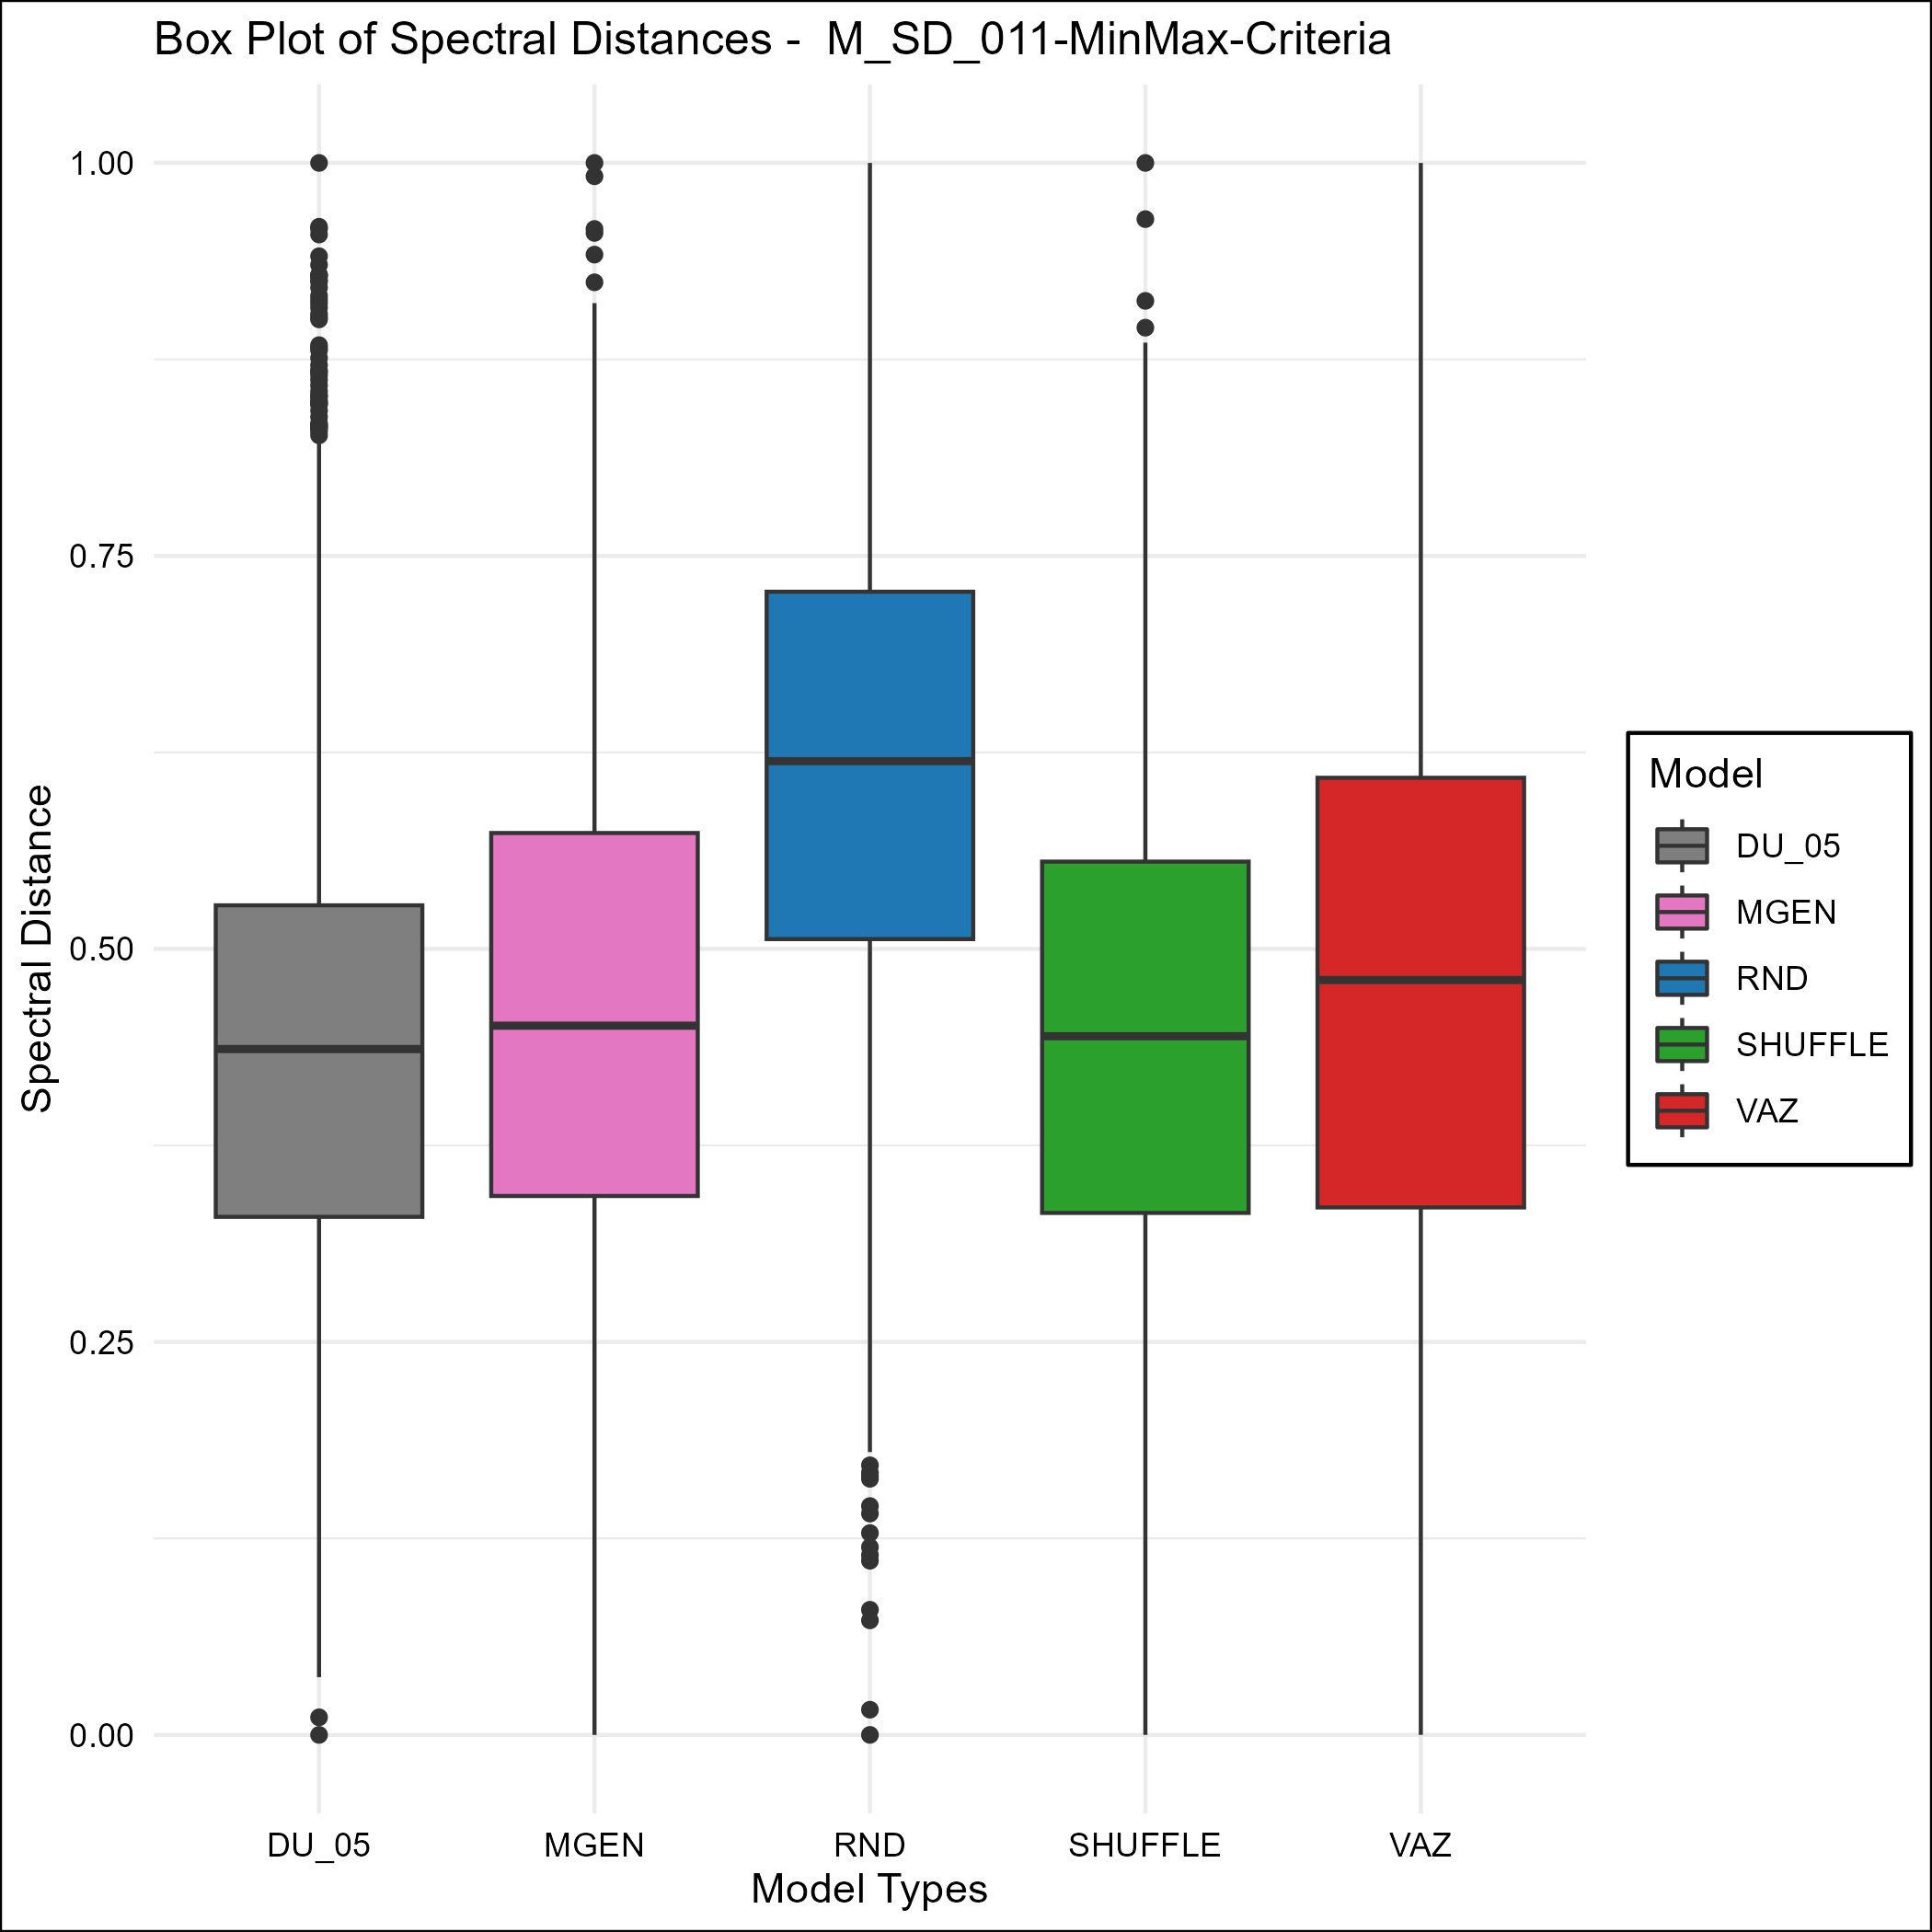 Box Plot of Spectral Distances -  M_SD_011-MinMax-Criteria
Spectral Distance
1.00
0.75
0.50
0.25
0.00
DU_05
MGEN
RND
SHUFFLE
VAZ
Model Types
Model
DU_05
MGEN
RND
SHUFFLE
VAZ